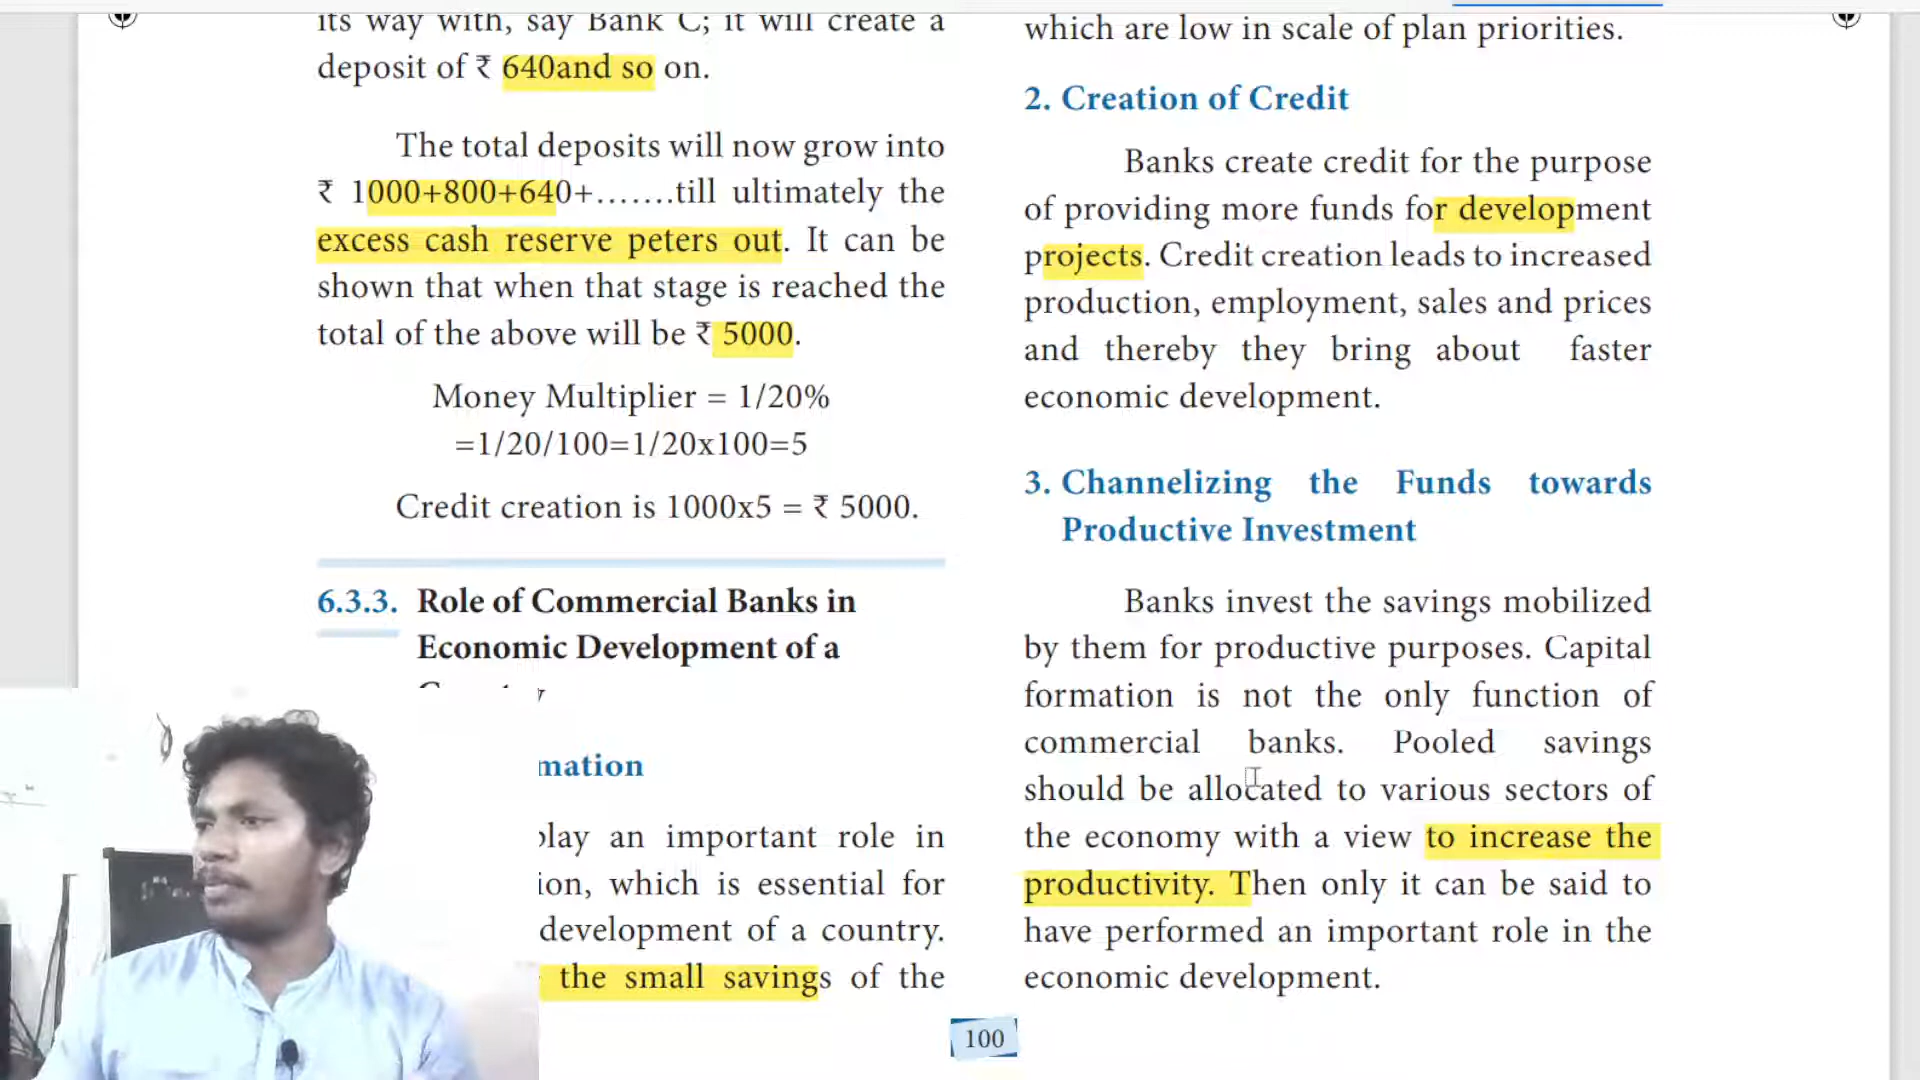 its way with, say Bank C; it will create a
deposit of ₹ 640and so on.
The total deposits will now grow into
₹ 1000+800+640+.......till ultimately the
excess cash reserve peters out. It can be
shown that when that stage is reached the
total of the above will be ₹ 5000.
Money Multiplier = 1/20%
=1/20/100=1/20x100=5
Credit creation is 1000x5 = ₹ 5000.
6.3.3. Role of Commercial Banks in
Economic Development of a
mation
play an important role in
ion, which is essential for
development of a country.
the small savings of the
which are low in scale of plan priorities.
2. Creation of Credit
Banks create credit for the purpose
of providing more funds for development
projects. Credit creation leads to increased
production, employment, sales and prices
and thereby they bring about faster
economic development.
3. Channelizing the Funds towards
Productive Investment
Banks invest the savings mobilized
by them for productive purposes. Capital
formation is not the only function of
commercial banks. Pooled savings
should be allocated to various sectors of
the economy with a view to increase the
productivity. Then only it can be said to
have performed an important role in the
economic development.
100